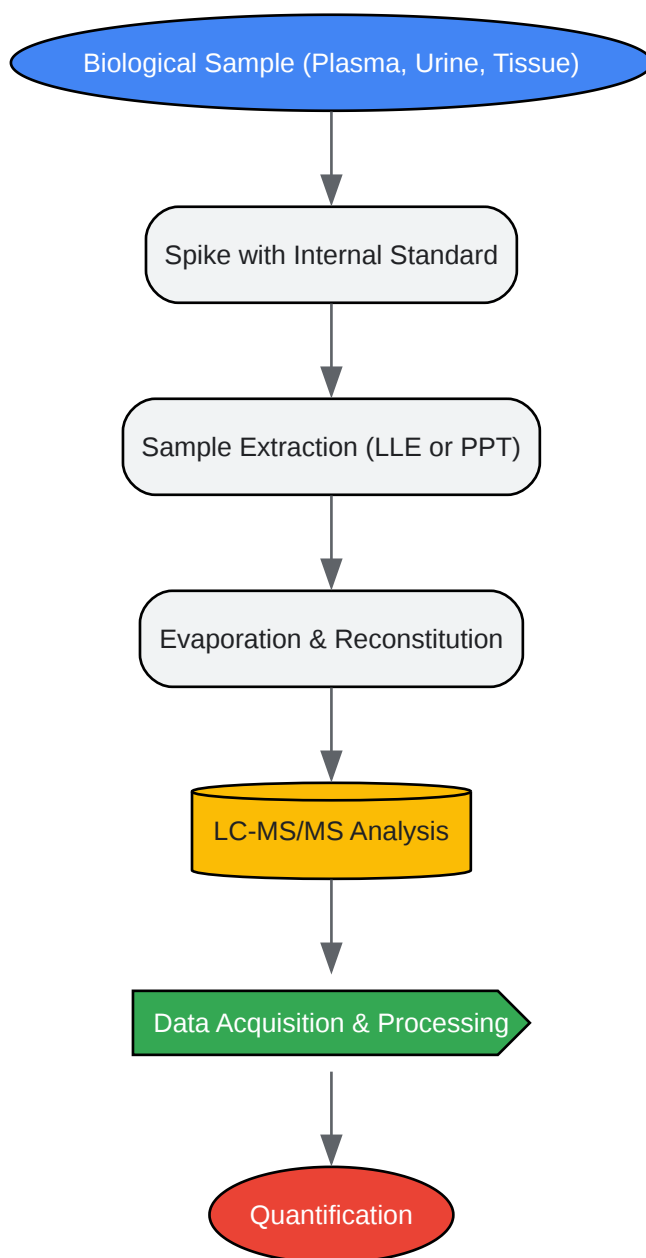 Biological Sample (Plasma, Urine, Tissue)
Spike with Internal Standard
Sample Extraction (LLE or PPT)
Evaporation & Reconstitution
LC-MS/MS Analysis
Data Acquisition & Processing
Quantification